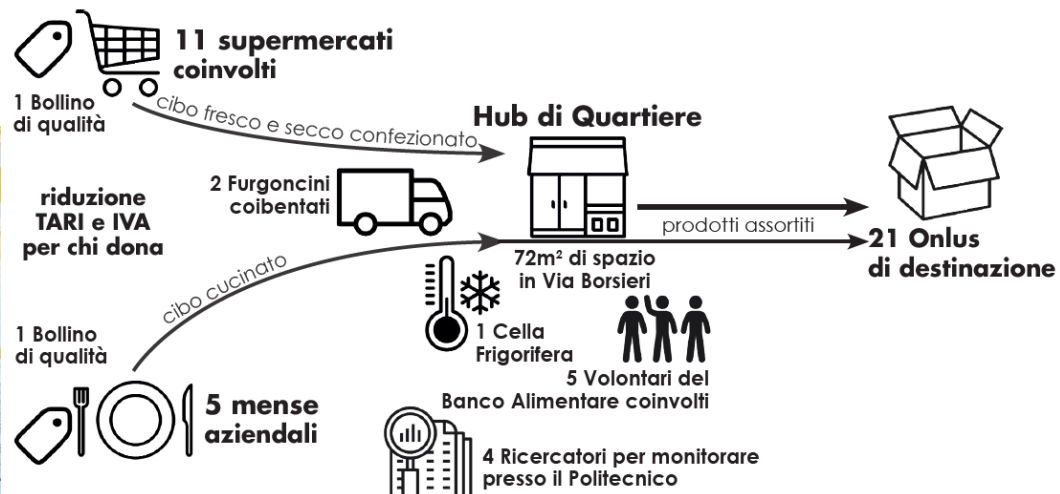 11 supermercati
coinvolti
1 Bollino
di qualità
cibo fresco e secco confezionato
Hub di Quartiere
riduzione
TARI e IVA
per chi dona
2 Furgoncini
coibentati
prodotti assortiti
21 Onlus
di destinazione
72m² di spazio
in Via Borsieri
cibo cucinato
1 Cella
Frigorifera
1 Bollino
di qualità
5 Volontari del
Banco Alimentare coinvolti
5 mense
aziendali
4 Ricercatori per monitorare
presso il Politecnico